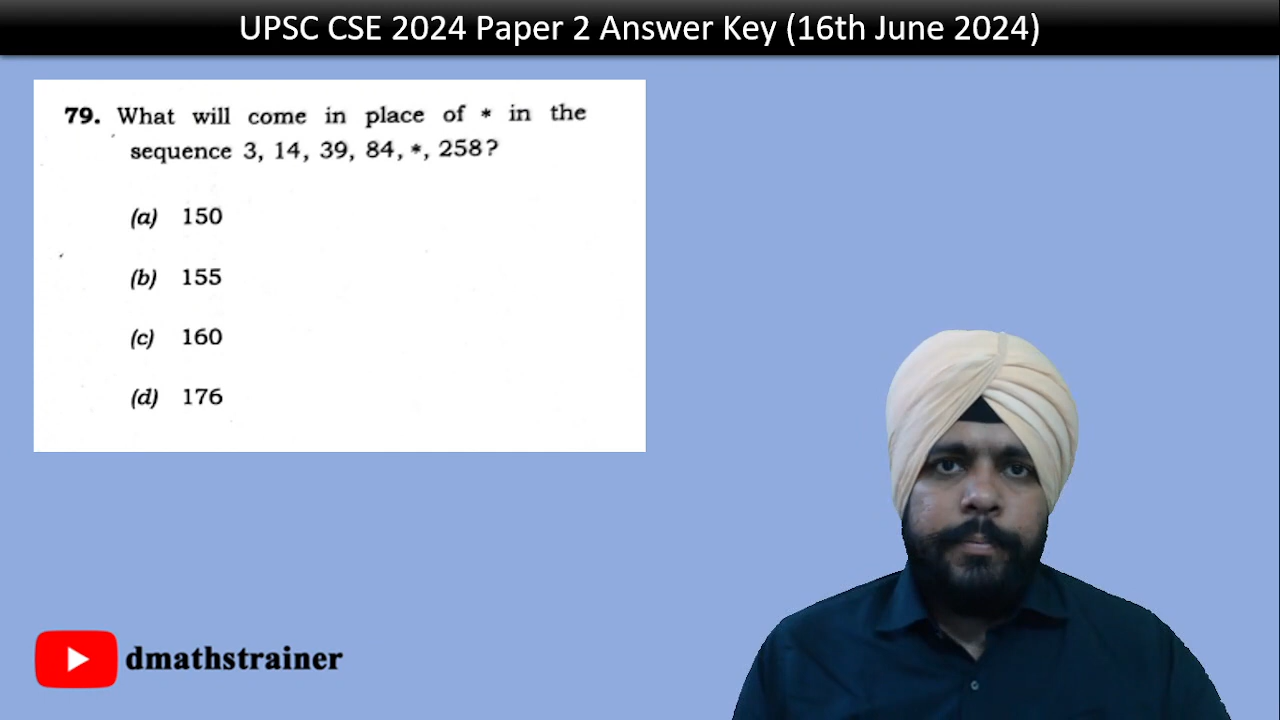 UPSC CSE 2024 Paper 2 Answer Key (16th June 2024)
79. What will come in place of * in the
sequence 3, 14, 39, 84, *, 258?
(a) 150
(b) 155
(c) 160
(d) 176
dmathstrainer